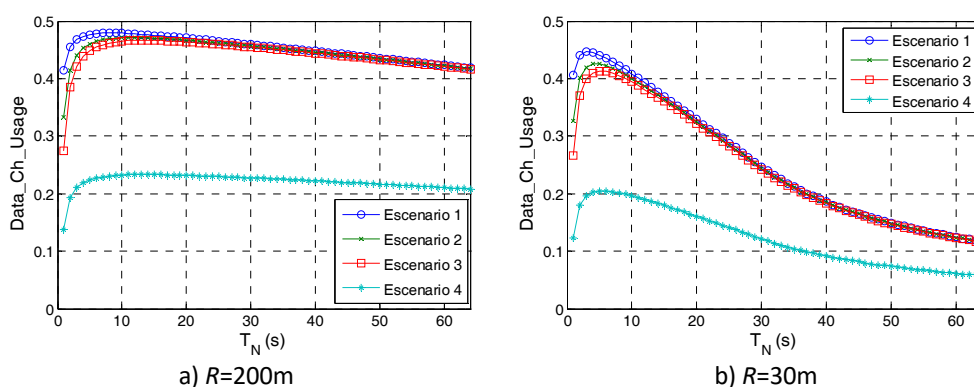 0.5
0.4
0.3
0.2
0.1
0
Data_Ch_Usage
0 10 20 30 40 50 60
T_N (s)
Escenario 1
Escenario 2
Escenario 3
Escenario 4
a) R=200m
0.5
0.4
0.3
0.2
0.1
0
Data_Ch_Usage
0 10 20 30 40 50 60
T_N (s)
Escenario 1
Escenario 2
Escenario 3
Escenario 4
b) R=30m